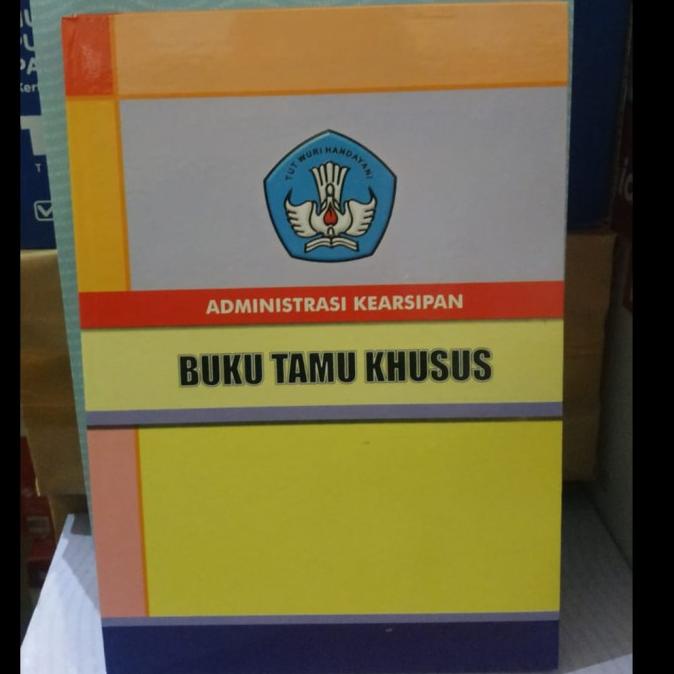 TUT WURI HANDAYANI
ADMINISTRASI KEARSIPAN
BUKU TAMU KHUSUS